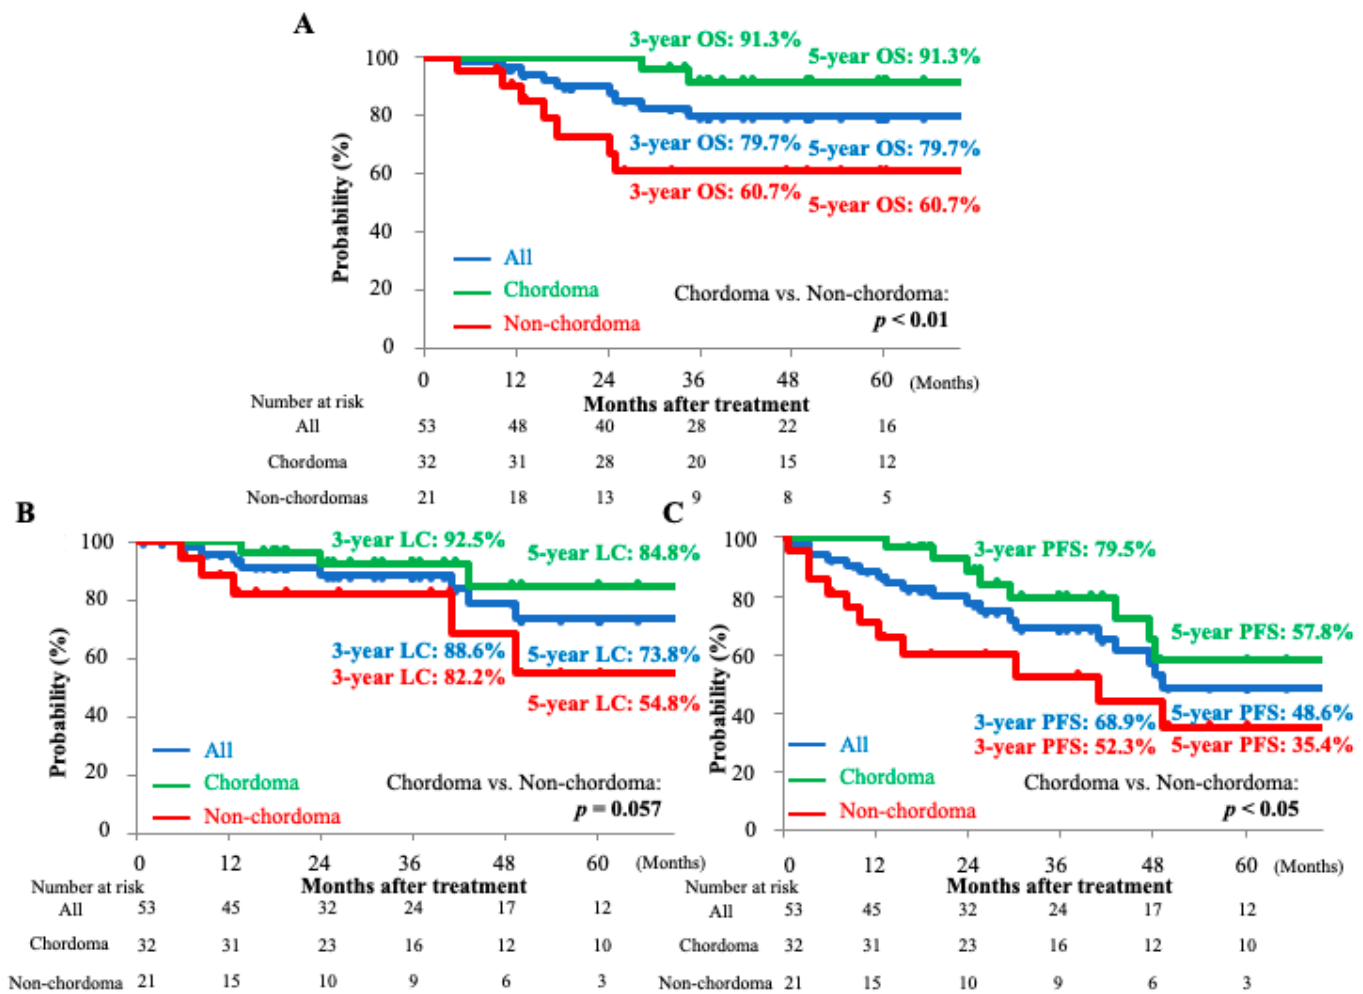 A
3-year OS: 91.3%
5-year OS: 91.3%
100
80
60
40
20
0
Probability (%)
3-year OS: 79.7%
5-year OS: 79.7%
3-year OS: 60.7%
5-year OS: 60.7%
All
Chordoma
Non-chordoma
Chordoma vs. Non-chordoma:
p < 0.01
0 12 24 36 48 60 (Months)
Number at risk
Months after treatment
All 53 48 40 28 22 16
Chordoma 32 31 28 20 15 12
Non-chordomas 21 18 13 9 8 5
B
100
80
60
40
20
0
Probability (%)
3-year LC: 92.5%
5-year LC: 84.8%
3-year LC: 88.6%
5-year LC: 73.8%
3-year LC: 82.2%
5-year LC: 54.8%
All
Chordoma
Non-chordoma
Chordoma vs. Non-chordoma:
p = 0.057
0 12 24 36 48 60 (Months)
Number at risk
Months after treatment
All 53 45 32 24 17 12
Chordoma 32 31 23 16 12 10
Non-chordoma 21 15 10 9 6 3
C
100
80
60
40
20
0
Probability (%)
3-year PFS: 79.5%
5-year PFS: 57.8%
3-year PFS: 68.9%
5-year PFS: 48.6%
3-year PFS: 52.3%
5-year PFS: 35.4%
All
Chordoma
Non-chordoma
Chordoma vs. Non-chordoma:
p < 0.05
0 12 24 36 48 60 (Months)
Number at risk
Months after treatment
All 53 45 32 24 17 12
Chordoma 32 31 23 16 12 10
Non-chordoma 21 15 10 9 6 3